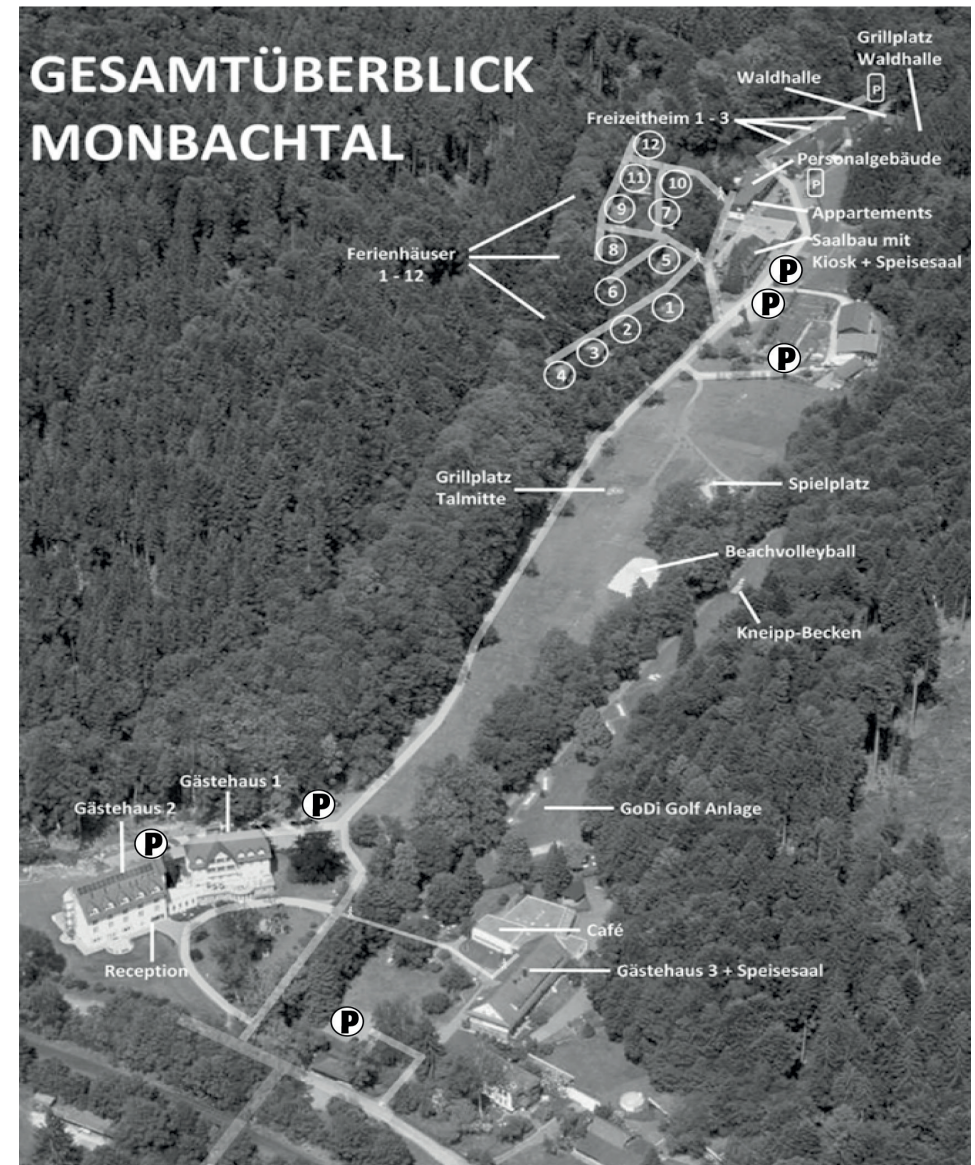 GESAMTÜBERBLICK
MONBACHTAL
Grillplatz
Waldhalle
Waldhalle
P
Freizeitheim 1 - 3
12
11
10
9
7
8
5
6
1
2
3
4
Personalgebäude
P
Appartements
Saalbau mit
Kiosk + Speisesaal
Ferienhäuser
1 - 12
P
P
P
Grillplatz
Talmitte
Spielplatz
Beachvolleyball
Kneipp-Becken
Gästehaus 1
Gästehaus 2
P
P
GoDi Golf Anlage
Café
Reception
Gästehaus 3 + Speisesaal
P